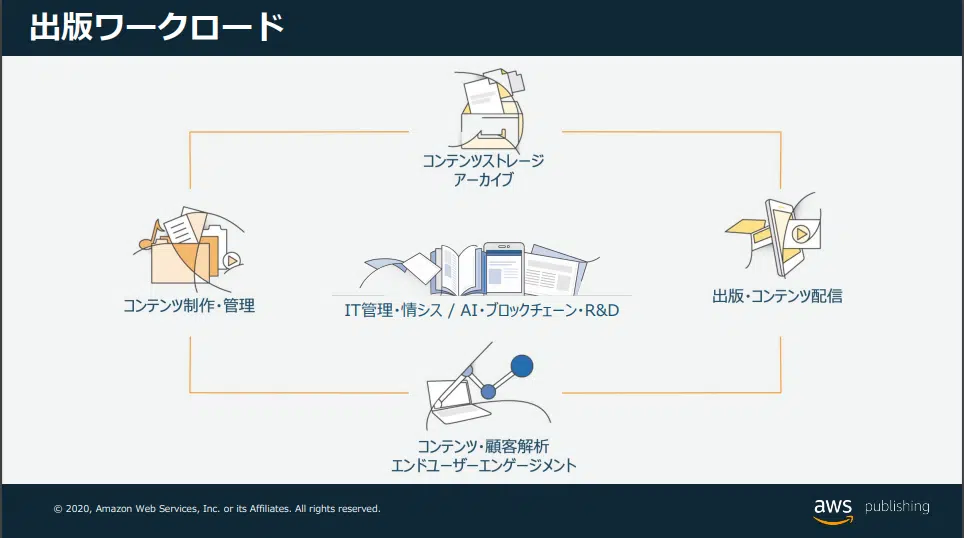 出版ワークロード
コンテンツストレージ
アーカイブ
コンテンツ制作・管理
IT管理・情シス / AI・ブロックチェーン・R&D
出版・コンテンツ配信
コンテンツ・顧客解析
エンドユーザーエンゲージメント
© 2020, Amazon Web Services, Inc. or its Affiliates. All rights reserved.
aws publishing